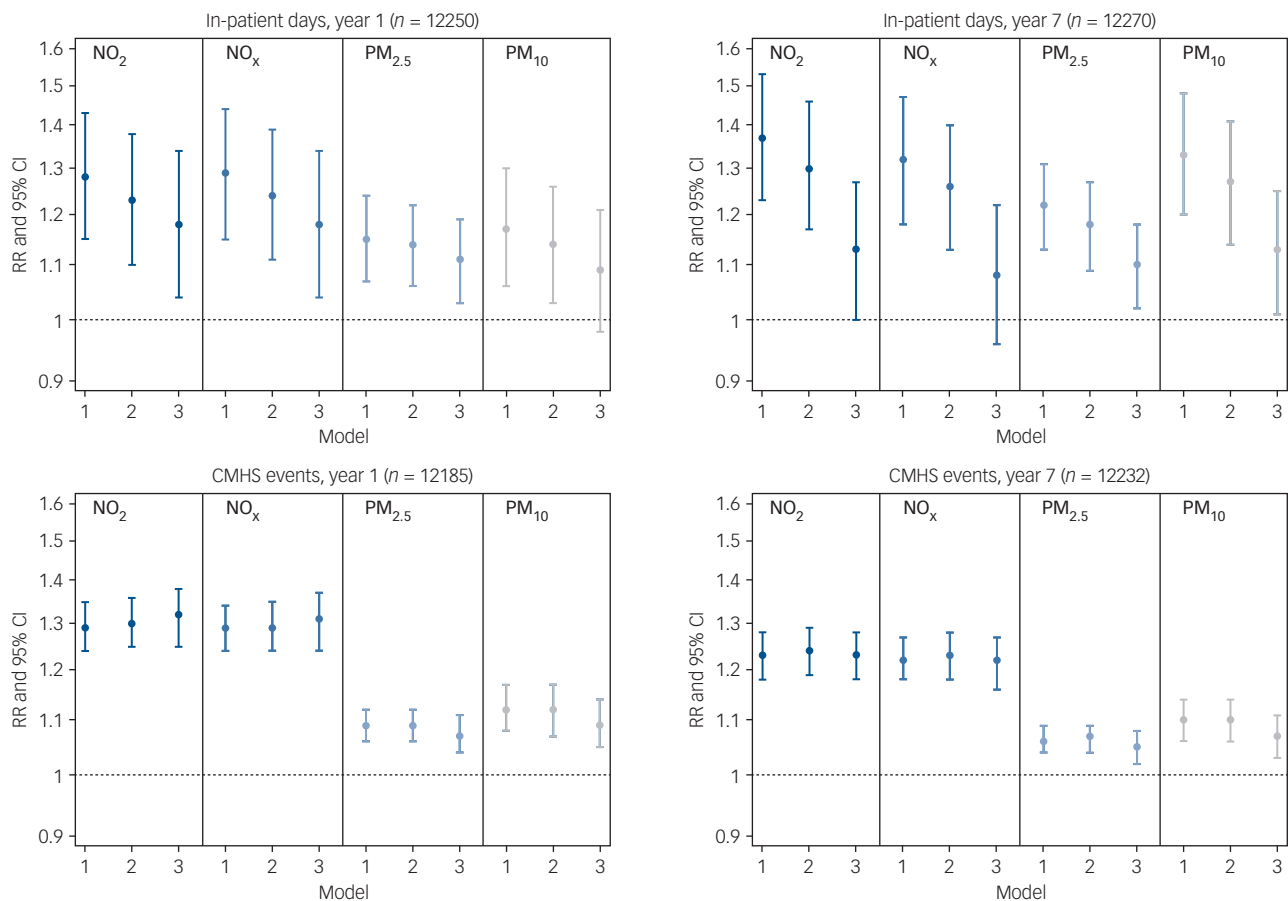 In-patient days, year 1 (n = 12250)
RR and 95% CI
1.6
1.5
1.4
1.3
1.2
1.1
1
0.9
NO2
NOx
PM2.5
PM10
1 2 3 1 2 3 1 2 3 1 2 3
Model
In-patient days, year 7 (n = 12270)
RR and 95% CI
1.6
1.5
1.4
1.3
1.2
1.1
1
0.9
NO2
NOx
PM2.5
PM10
1 2 3 1 2 3 1 2 3 1 2 3
Model
CMHS events, year 1 (n = 12185)
RR and 95% CI
1.6
1.5
1.4
1.3
1.2
1.1
1
0.9
NO2
NOx
PM2.5
PM10
1 2 3 1 2 3 1 2 3 1 2 3
Model
CMHS events, year 7 (n = 12232)
RR and 95% CI
1.6
1.5
1.4
1.3
1.2
1.1
1
0.9
NO2
NOx
PM2.5
PM10
1 2 3 1 2 3 1 2 3 1 2 3
Model